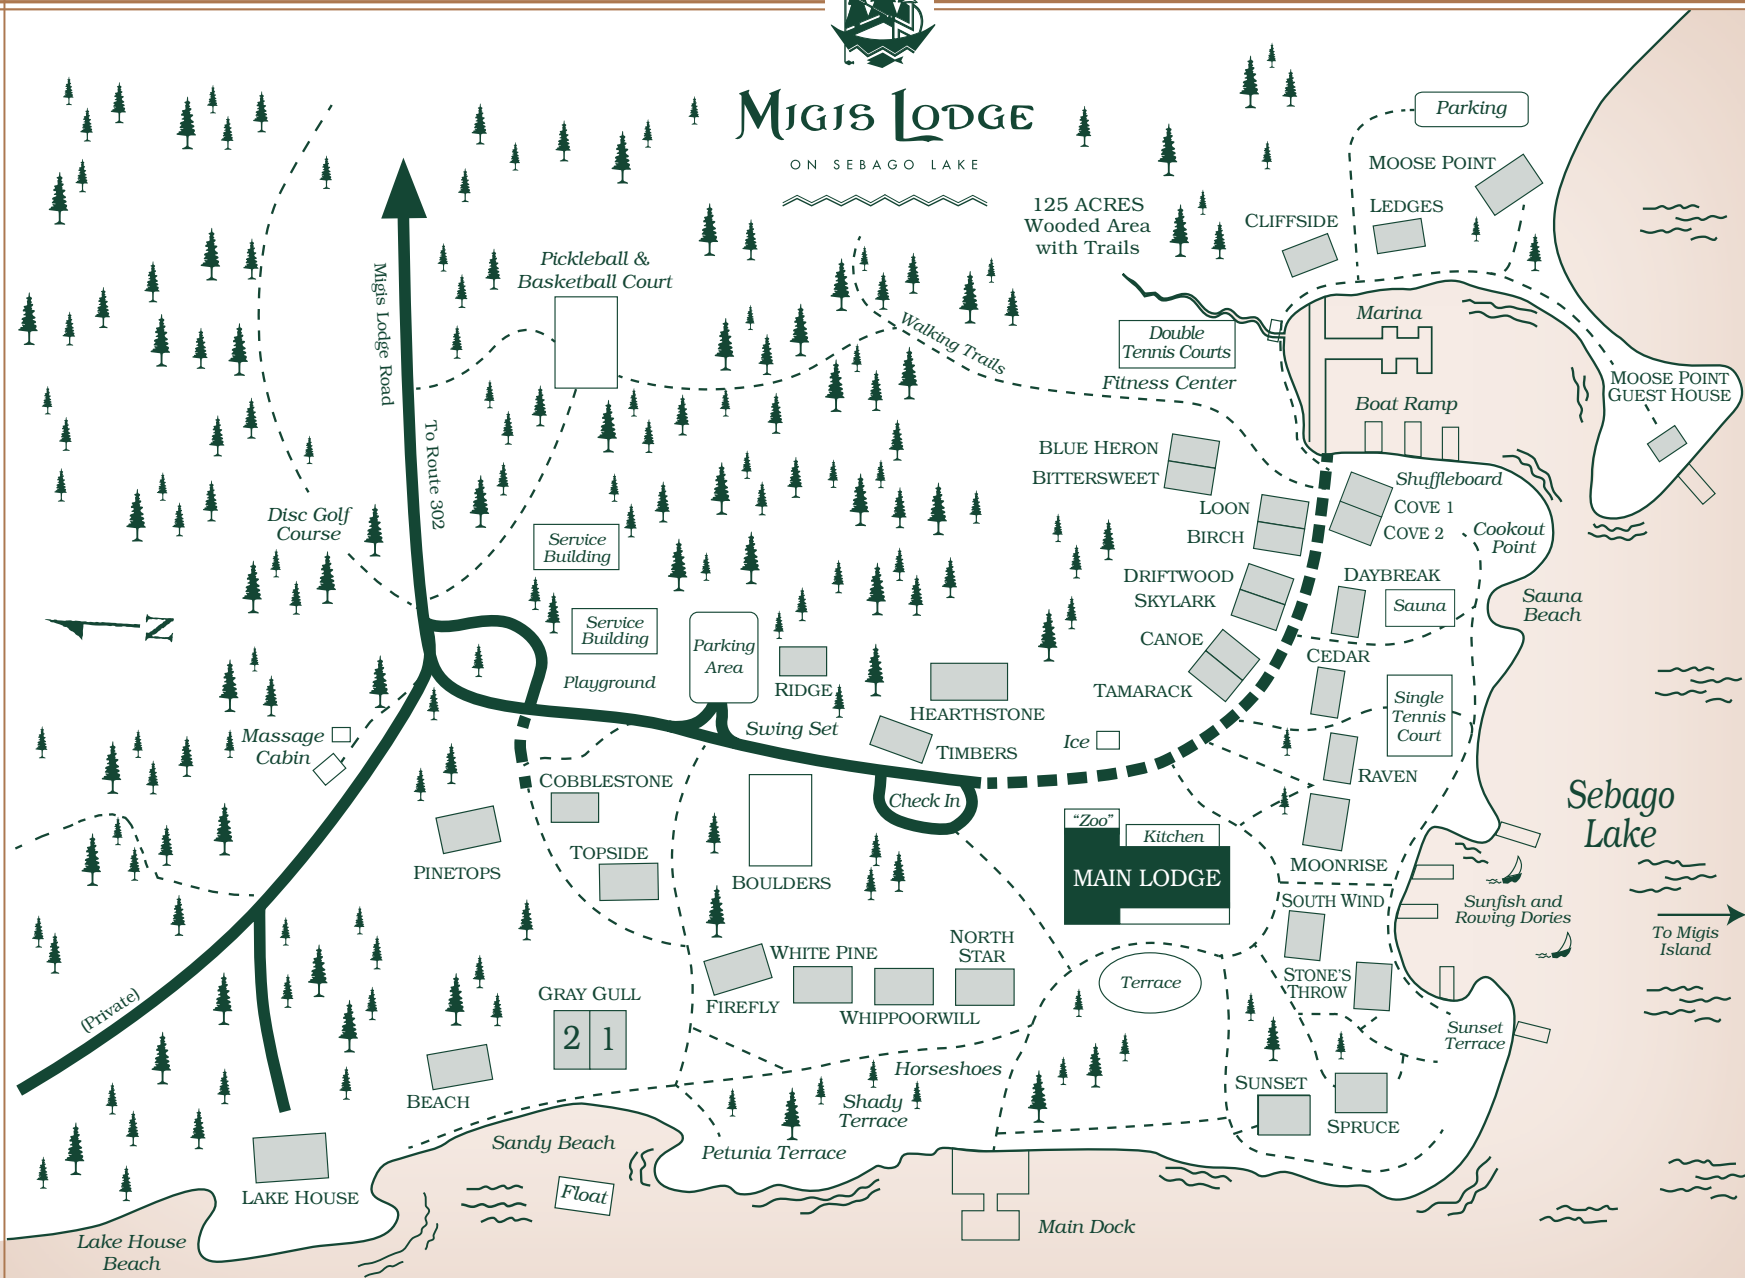 MIGIS LODGE
ON SEBAGO LAKE
125 ACRES
Wooded Area
with Trails
Parking
MOOSE POINT
LEDGES
CLIFFSIDE
Pickleball &
Basketball Court
Migis Lodge Road
To Route 302
Walking Trails
Double
Tennis Courts
Fitness Center
Marina
Boat Ramp
MOOSE POINT
GUEST HOUSE
BLUE HERON
BITTERSWEET
LOON
BIRCH
Shuffleboard
COVE 1
COVE 2
Cookout
Point
Disc Golf
Course
Service
Building
DRIFTWOOD
SKYLARK
DAYBREAK
Sauna
Sauna
Beach
N
Service
Building
Parking
Area
Playground
RIDGE
CANOE
TAMARACK
CEDAR
Single
Tennis
Court
HEARTHSTONE
Swing Set
TIMBERS
Ice
Massage
Cabin
COBBLESTONE
RAVEN
Check In
"Zoo"
Kitchen
MAIN LODGE
MOONRISE
Sebago
Lake
PINETOPS
TOPSIDE
BOULDERS
SOUTH WIND
Sunfish and
Rowing Dories
To Migis
Island
WHITE PINE
NORTH
STAR
STONE'S
THROW
Terrace
(Private)
GRAY GULL
2
1
FIREFLY
WHIPPOORWILL
Sunset
Terrace
Horseshoes
BEACH
Shady
Terrace
SUNSET
SPRUCE
Sandy Beach
Petunia Terrace
LAKE HOUSE
Float
Main Dock
Lake House
Beach